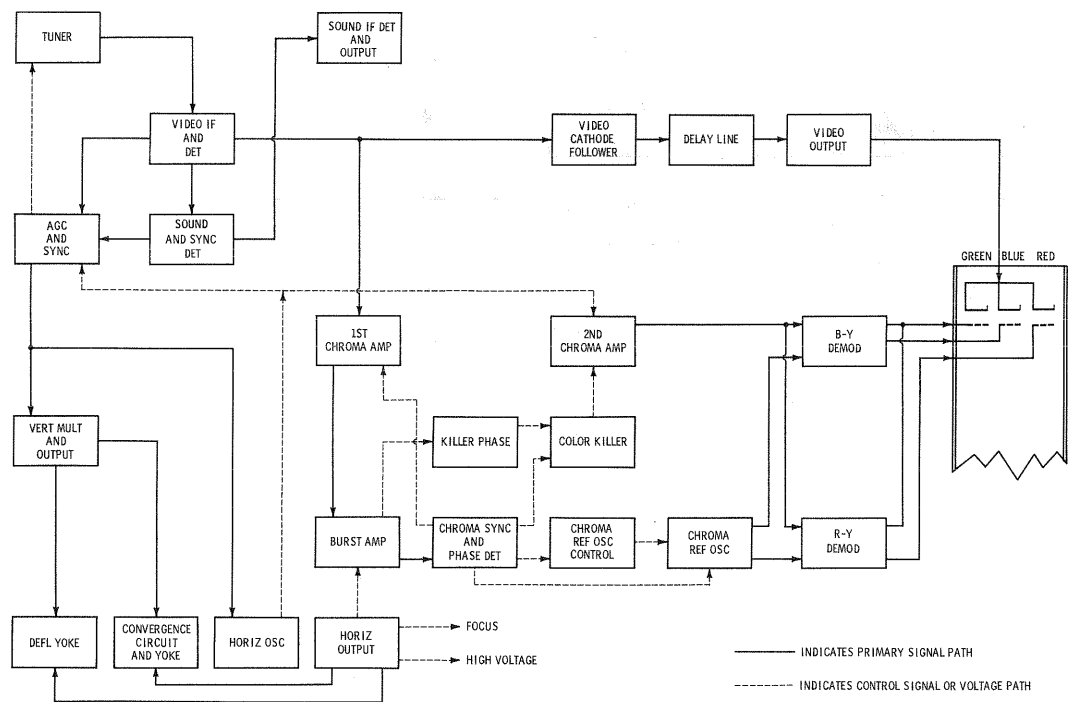 TUNER
SOUND IF DET
AND
OUTPUT
VIDEO IF
AND
DET
VIDEO
CATHODE
FOLLOWER
DELAY LINE
VIDEO
OUTPUT
AGC
AND
SYNC
SOUND
AND SYNC
DET
GREEN BLUE RED
1ST
CHROMA AMP
2ND
CHROMA AMP
B-Y
DEMOD
VERT MULT
AND
OUTPUT
KILLER PHASE
COLOR KILLER
BURST AMP
CHROMA SYNC
AND
PHASE DET
CHROMA
REF OSC
CONTROL
CHROMA
REF OSC
R-Y
DEMOD
DEFL YOKE
CONVERGENCE
CIRCUIT
AND YOKE
HORIZ OSC
HORIZ
OUTPUT
FOCUS
HIGH VOLTAGE
INDICATES PRIMARY SIGNAL PATH
INDICATES CONTROL SIGNAL OR VOLTAGE PATH